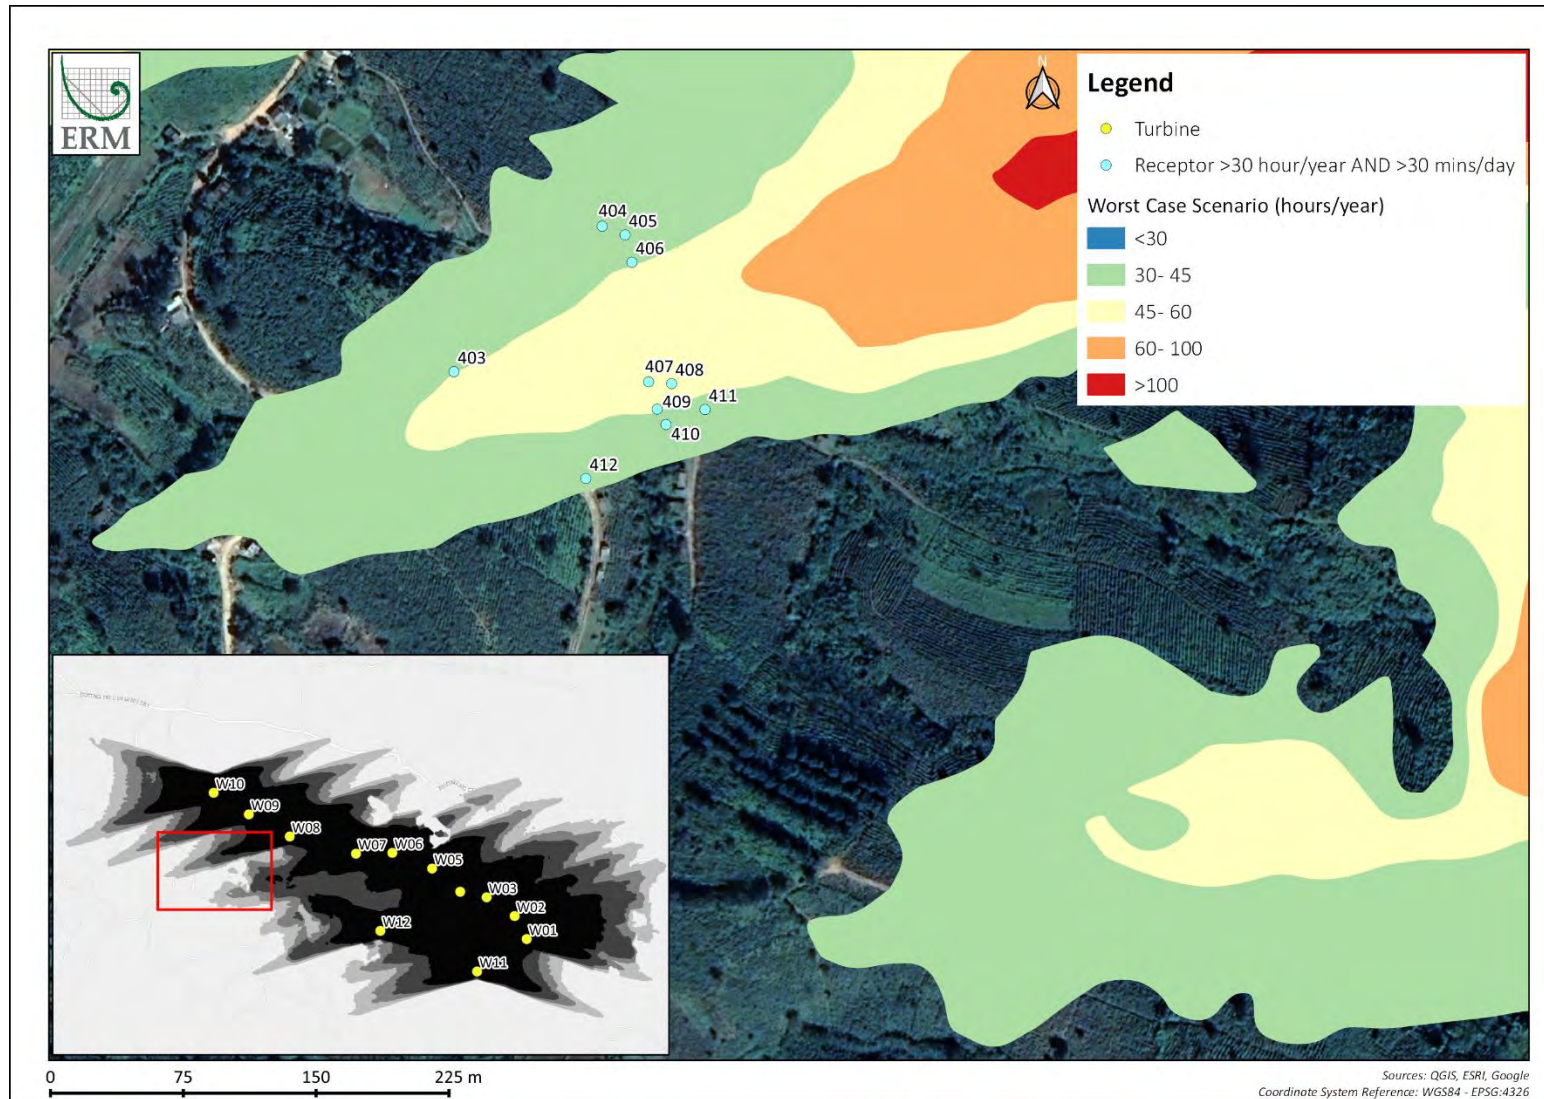 ERM
N
Legend
Turbine
Receptor >30 hour/year AND >30 mins/day
Worst Case Scenario (hours/year)
<30
30- 45
45- 60
60- 100
>100
404
405
406
403
407
408
409
411
410
412
W10
W09
W08
W07
W06
W05
W03
W02
W12
W01
W11
0
75
150
225 m
Sources: QGIS, ESRI, Google
Coordinate System Reference: WGS84 - EPSG:4326